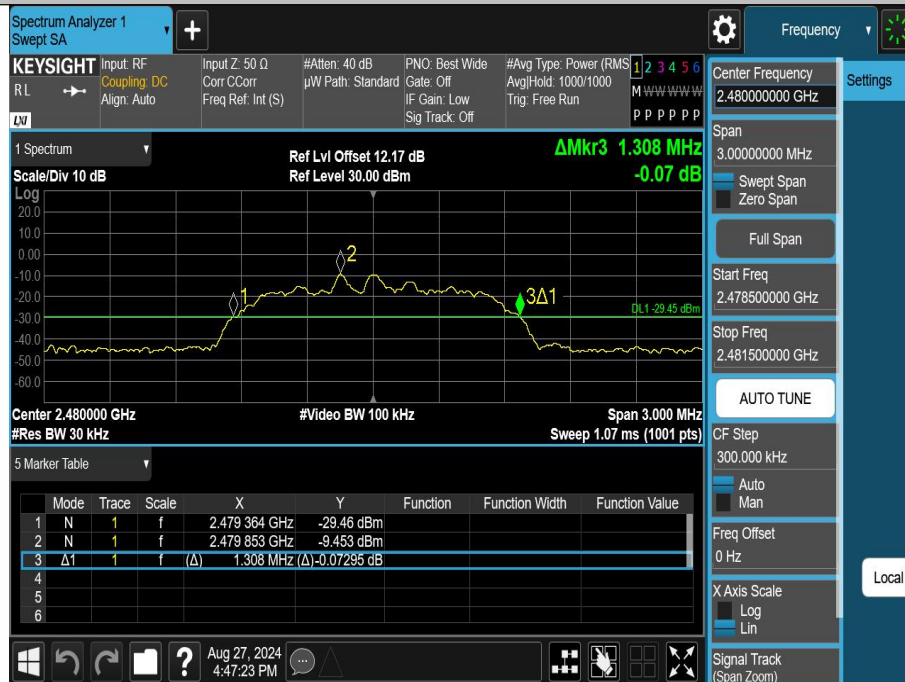 Spectrum Analyzer 1
Swept SA
+
Frequency
KEYSIGHT
RL
LXI
Input: RF
Coupling: DC
Align: Auto
Input Z: 50 Ω
Corr CCorr
Freq Ref: Int (S)
#Atten: 40 dB
µW Path: Standard
PNO: Best Wide
Gate: Off
IF Gain: Low
Sig Track: Off
#Avg Type: Power (RMS
Avg|Hold: 1000/1000
Trig: Free Run
1 2 3 4 5 6
M W W W W W
P P P P P P
1 Spectrum
Scale/Div 10 dB
Ref Lvl Offset 12.17 dB
Ref Level 30.00 dBm
ΔMkr3 1.308 MHz
-0.07 dB
Log
20.0
10.0
0.00
-10.0
-20.0
-30.0
-40.0
-50.0
-60.0
1
2
3Δ1
DL1 -29.45 dBm
Center 2.480000 GHz
#Video BW 100 kHz
Span 3.000 MHz
#Res BW 30 kHz
Sweep 1.07 ms (1001 pts)
5 Marker Table
Mode Trace Scale X Y Function Function Width Function Value
1 N 1 f 2.479 364 GHz -29.46 dBm
2 N 1 f 2.479 853 GHz -9.453 dBm
3 Δ1 1 f (Δ) 1.308 MHz (Δ) -0.07295 dB
4
5
6
?
Aug 27, 2024
4:47:23 PM
Center Frequency
2.480000000 GHz
Span
3.00000000 MHz
Swept Span
Zero Span
Full Span
Start Freq
2.478500000 GHz
Stop Freq
2.481500000 GHz
AUTO TUNE
CF Step
300.000 kHz
Auto
Man
Freq Offset
0 Hz
X Axis Scale
Log
Lin
Signal Track
(Span Zoom)
Settings
Local